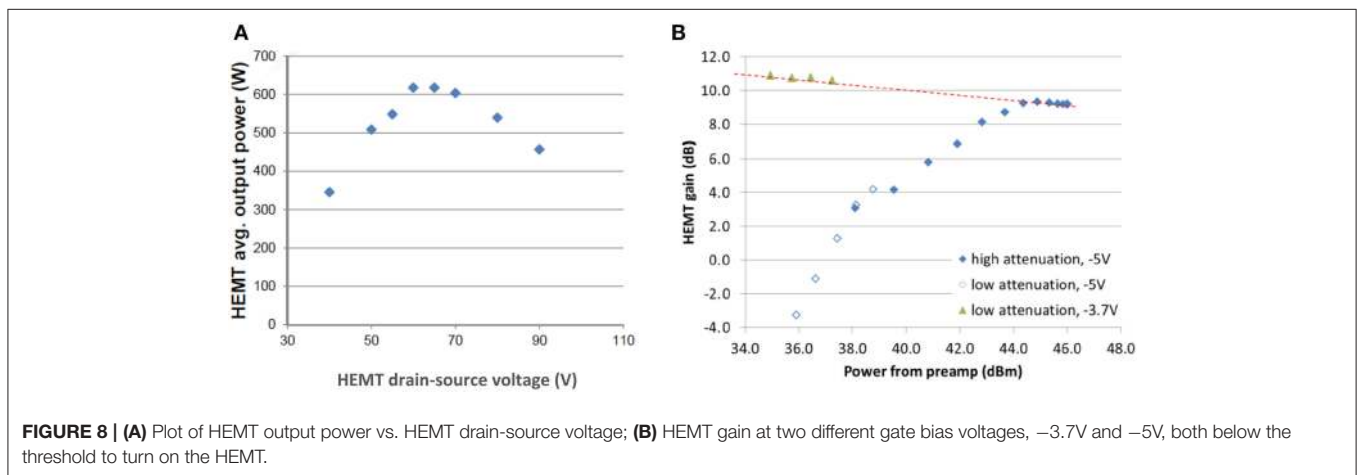 A
HEMT avg. output power (W)
700
600
500
400
300
200
100
0
30
50
70
90
110
HEMT drain-source voltage (V)
B
HEMT gain (dB)
12.0
10.0
8.0
6.0
4.0
2.0
0.0
-2.0
-4.0
34.0
36.0
38.0
40.0
42.0
44.0
46.0
48.0
high attenuation, -5V
low attenuation, -5V
low attenuation, -3.7V
Power from preamp (dBm)
FIGURE 8 | (A) Plot of HEMT output power vs. HEMT drain-source voltage; (B) HEMT gain at two different gate bias voltages, −3.7V and −5V, both below the
threshold to turn on the HEMT.